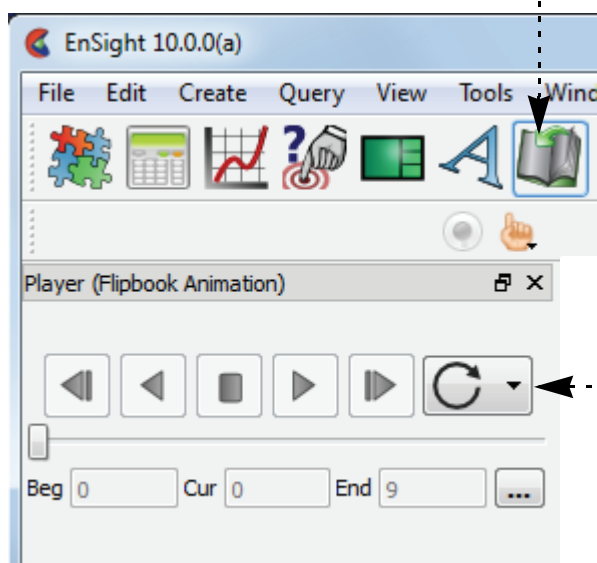 EnSight 10.0.0(a)
File Edit Create Query View Tools Wind
Player (Flipbook Animation)
Beg 0 Cur 0 End 9 ...